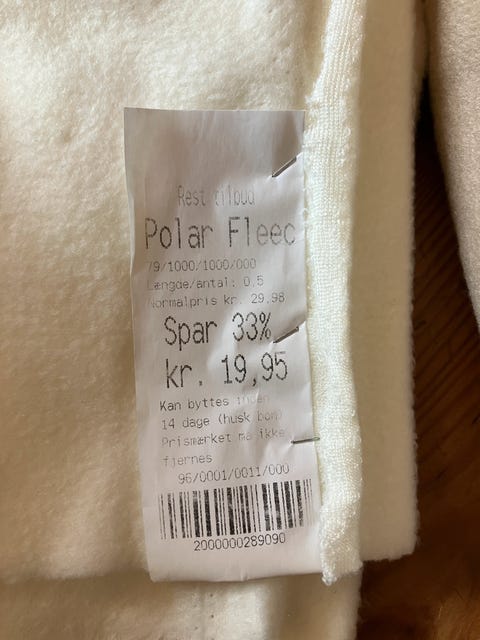 Rest tilbud
Polar Fleec
79/1000/1000/000
Længde/antal: 0.5
Normalpris kr. 29.98
Spar 33%
kr. 19,95
Kan byttes inden
14 dage (husk bon)
Prismærket må ikke
fjernes
96/0001/0011/000
2000000289090